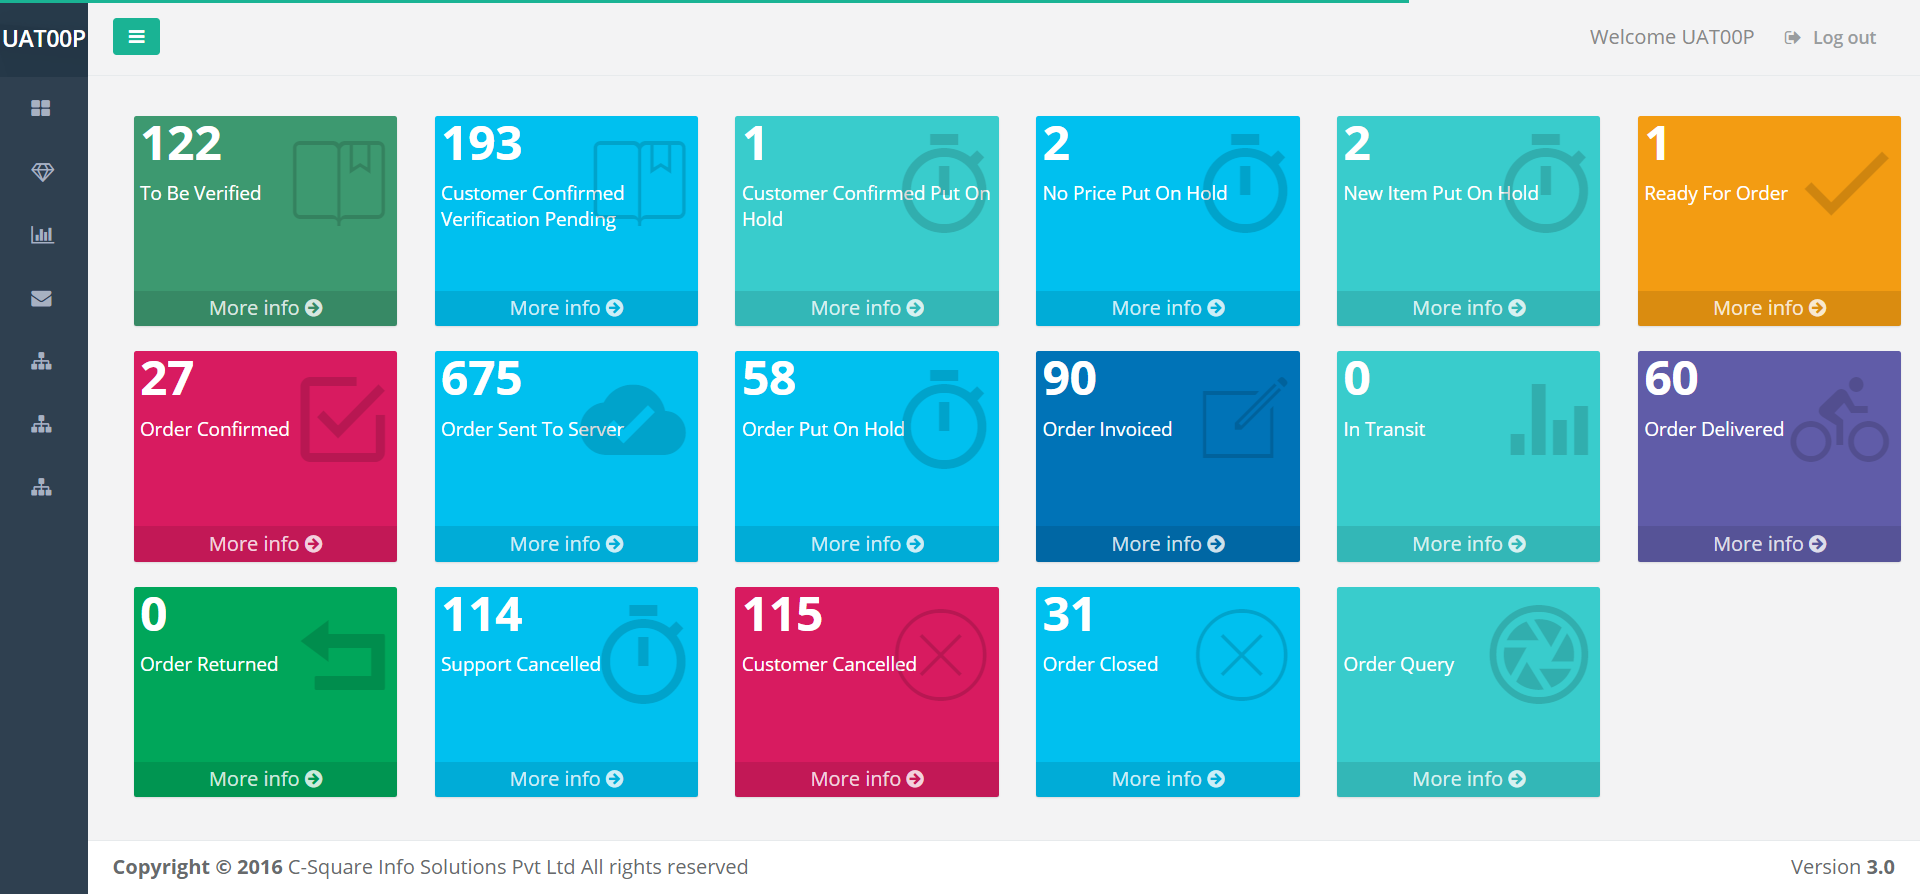 UAT00P
Welcome UAT00P
Log out
122
To Be Verified
More info
193
Customer Confirmed
Verification Pending
More info
1
Customer Confirmed Put On
Hold
More info
2
No Price Put On Hold
More info
2
New Item Put On Hold
More info
1
Ready For Order
More info
27
Order Confirmed
More info
675
Order Sent To Server
More info
58
Order Put On Hold
More info
90
Order Invoiced
More info
0
In Transit
More info
60
Order Delivered
More info
0
Order Returned
More info
114
Support Cancelled
More info
115
Customer Cancelled
More info
31
Order Closed
More info
Order Query
More info
Copyright © 2016 C-Square Info Solutions Pvt Ltd All rights reserved
Version 3.0